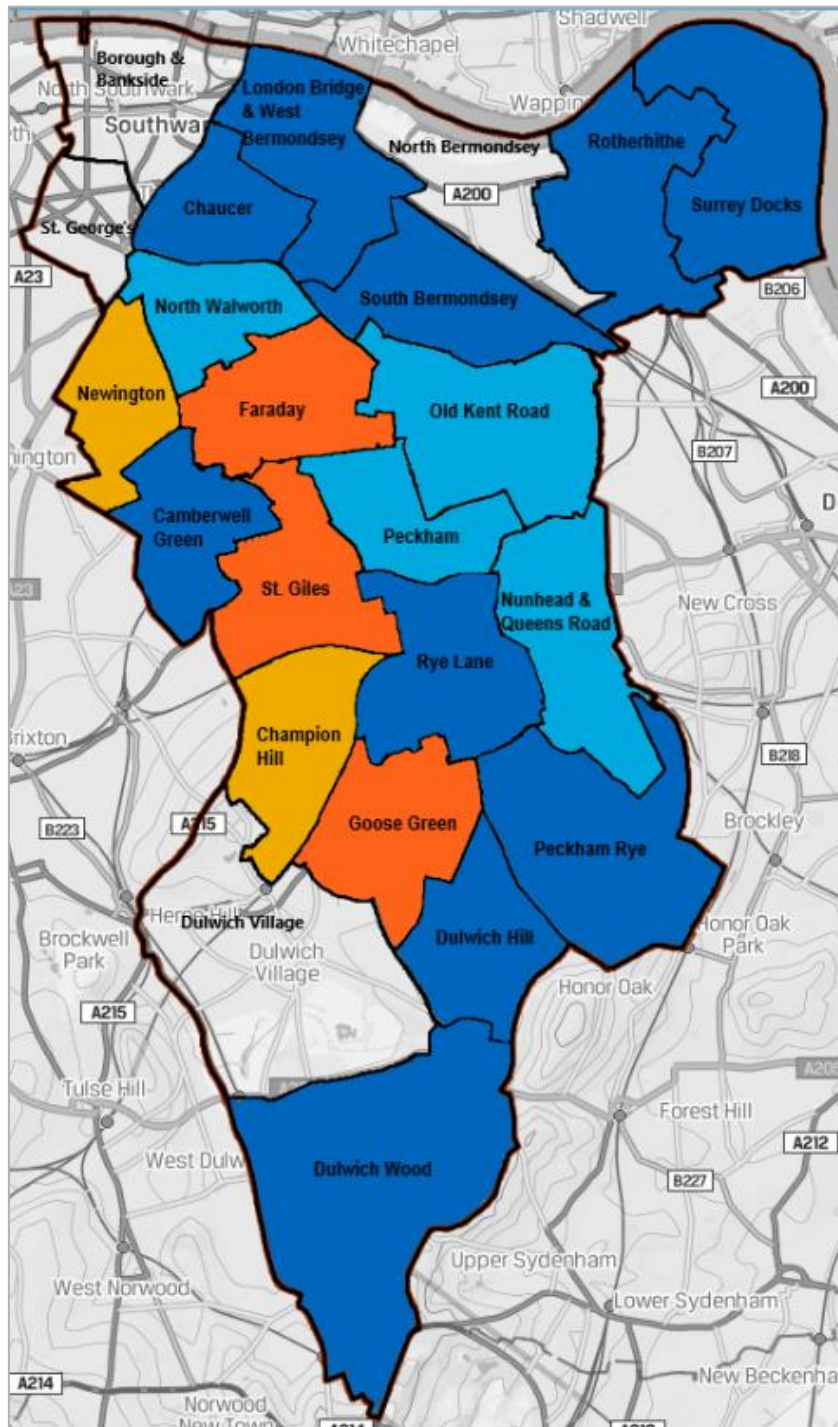 Shadwell
Whitechapel
Borough &
Bankside
North Southwark
London Bridge
& West
Bermondsey
Southwar
North Bermondsey
Rotherhithe
A200
Chaucer
Surrey Docks
St. George's
A23
B206
North Walworth
South Bermondsey
A200
Newington
Faraday
Old Kent Road
B207
Camberwell
Green
Peckham
D
St. Giles
Nunhead &
Queens Road
New Cross
Rye Lane
Champion
Hill
B218
B223
Goose Green
Brockley
Peckham Rye
Dulwich Village
Dulwich Hill
Honor Oak
Park
Brockwell
Park
Dulwich
Village
Honor Oak
A215
Tulse Hill
Forest Hill
A212
West Dulw
Dulwich Wood
B227
Upper Sydenham
West Norwood
Lower Sydenham
New Beckenha
A214
Norwood
New Town